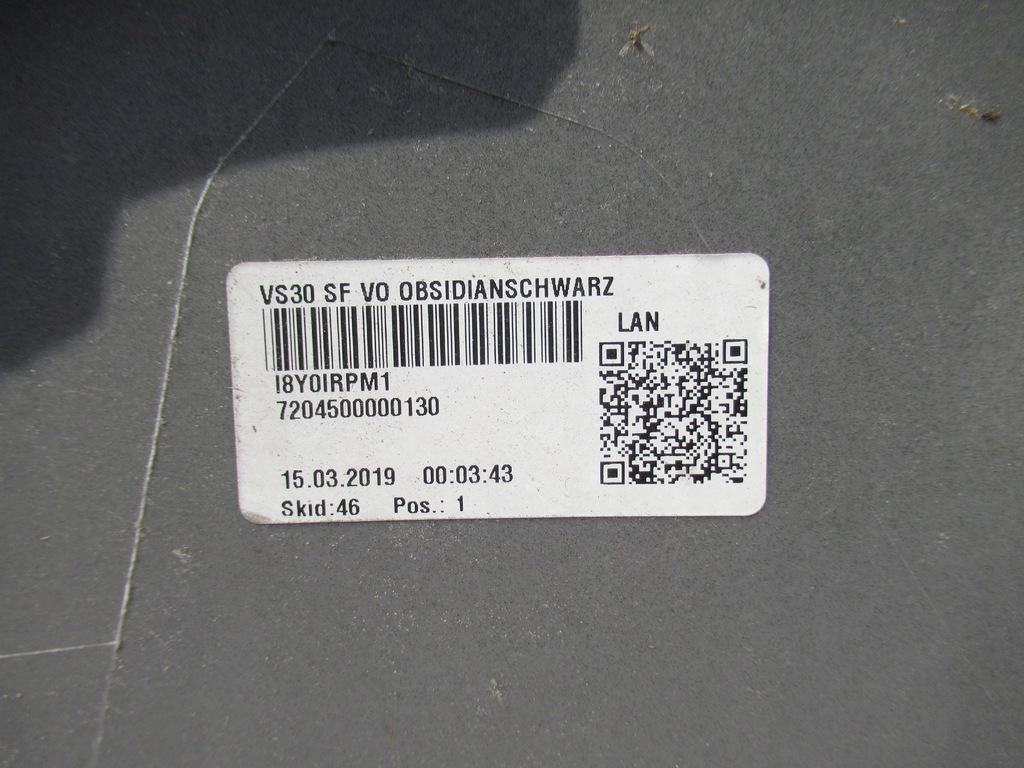 VS30 SF VO OBSIDIANSCHWARZ
LAN
I8Y0IRPM1
7204500000130
15.03.2019 00:03:43
Skid:46 Pos.: 1